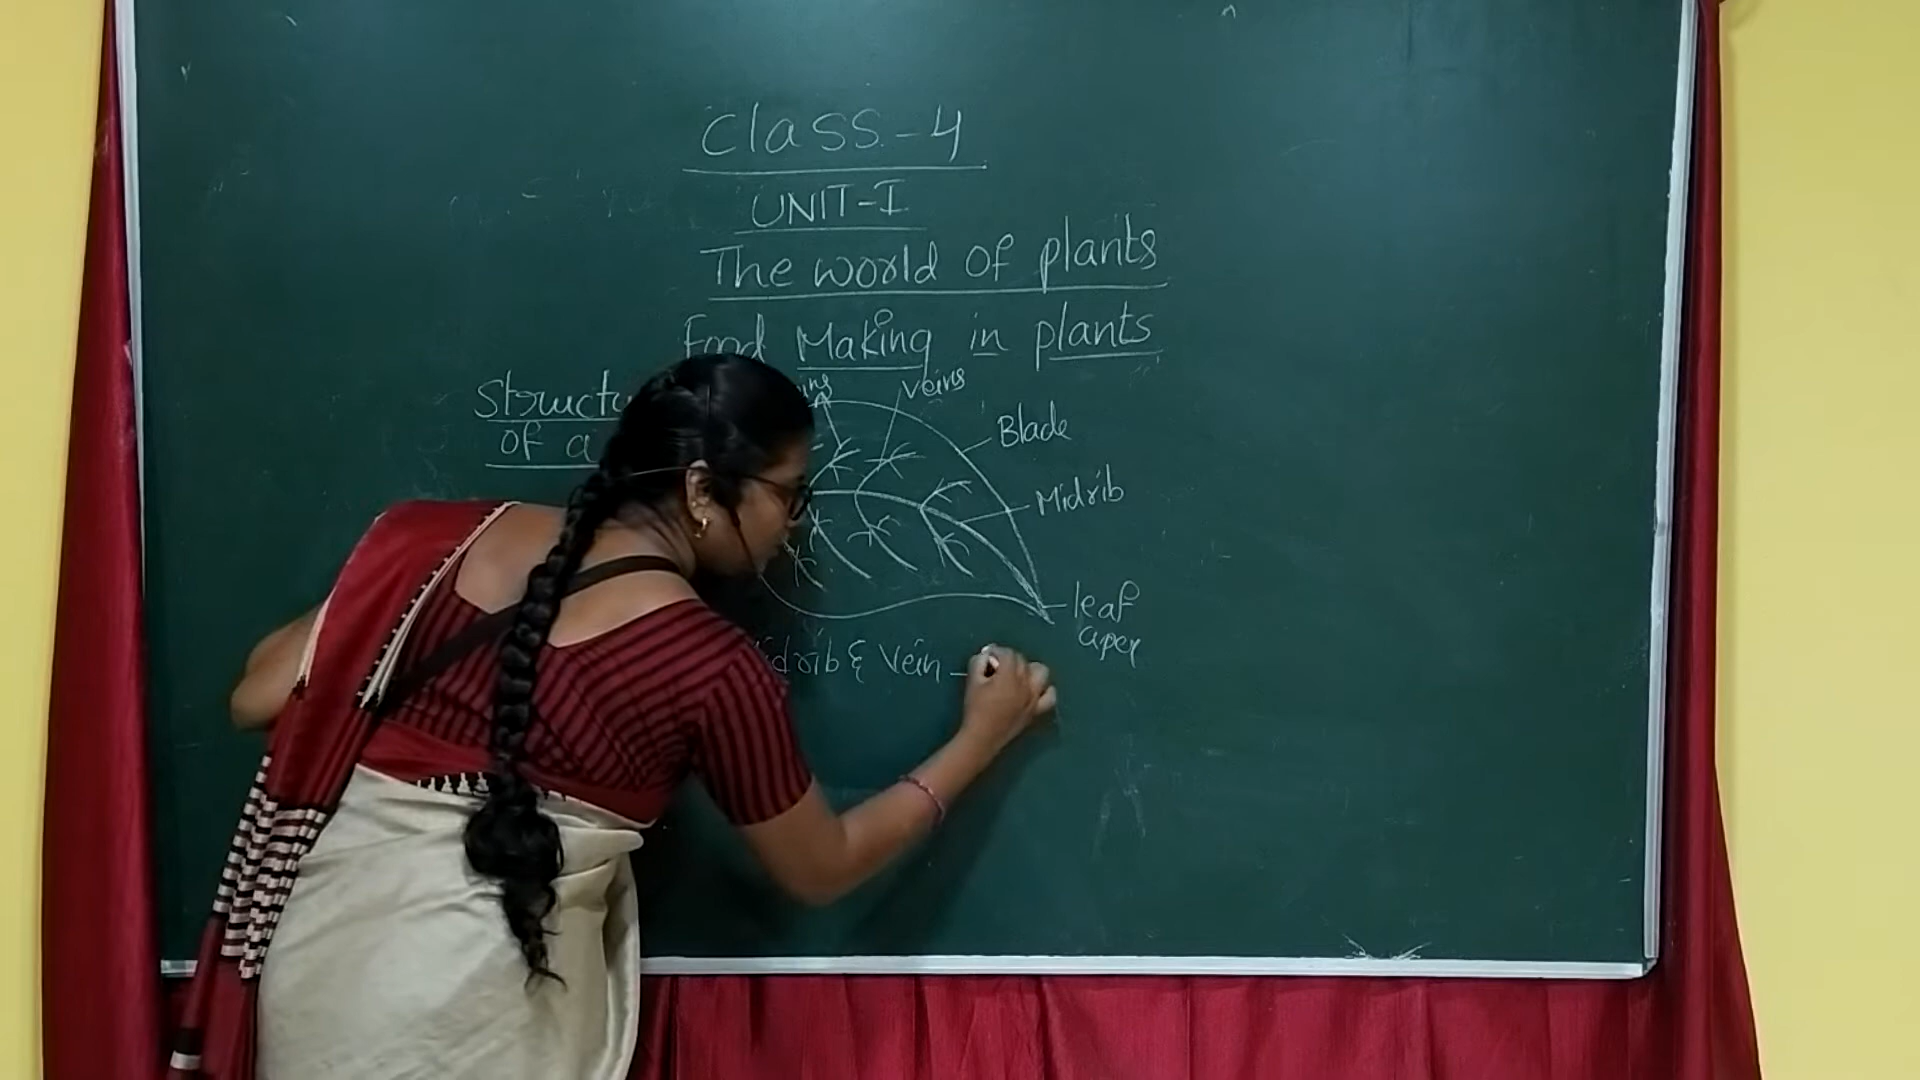 Class-4
UNIT-I
The world of plants
Food Making in plants
Structu
of a
Veins
Blade
Midrib
leaf
apex
idrib & Vein -